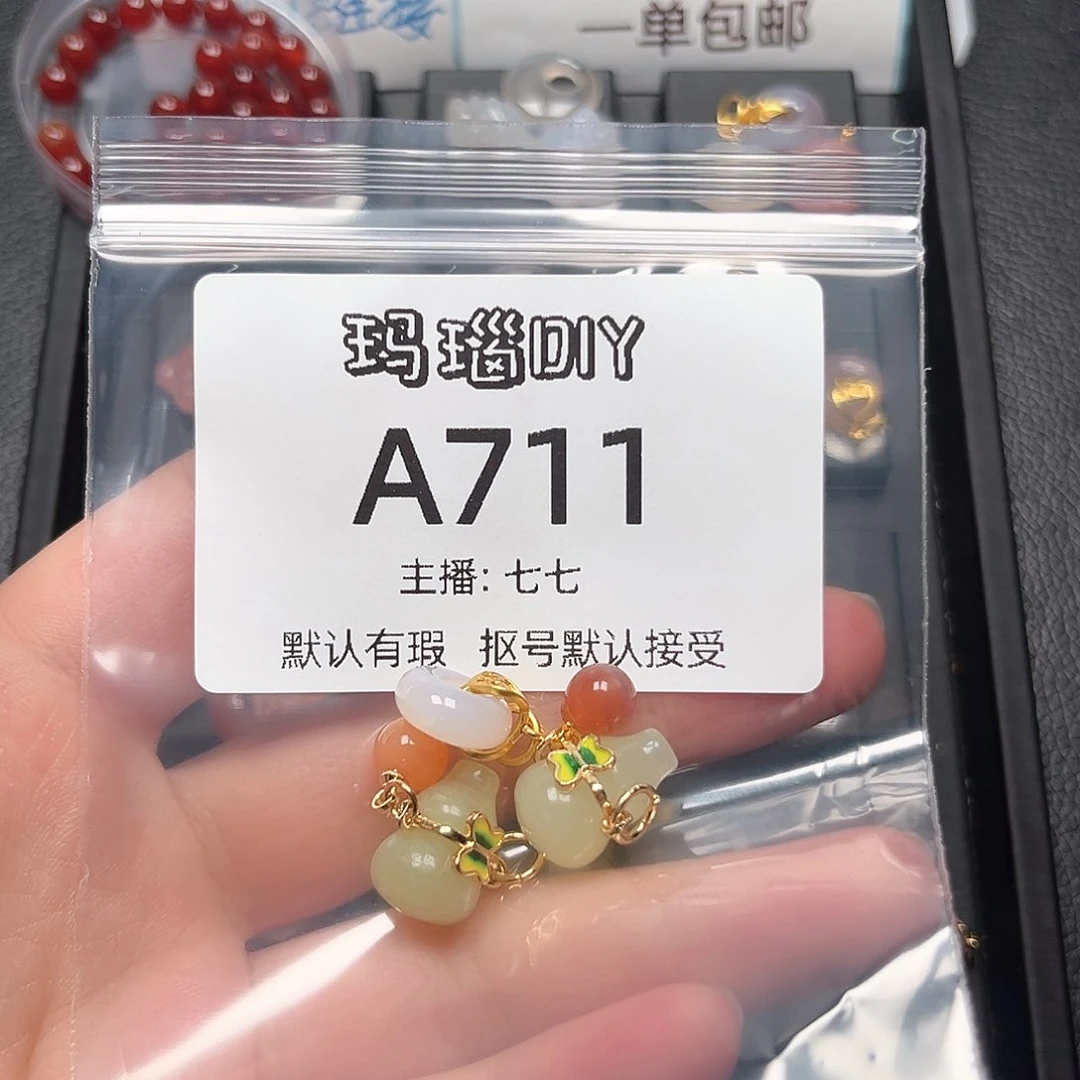 一单包邮
玛瑙DIY
A711
主播: 七七
默认有瑕 抠号默认接受